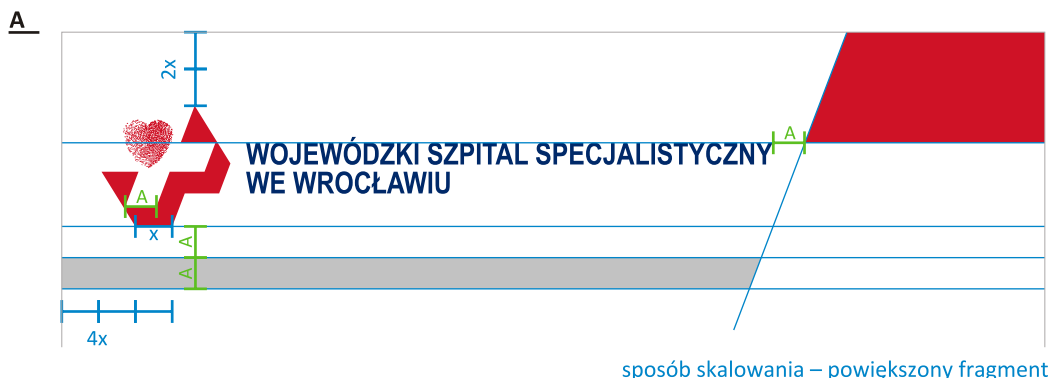 A
2x
A
WOJEWÓDZKI SZPITAL SPECJALISTYCZNY
WE WROCŁAWIU
A
x
A
A
4x
sposób skalowania – powiększony fragment